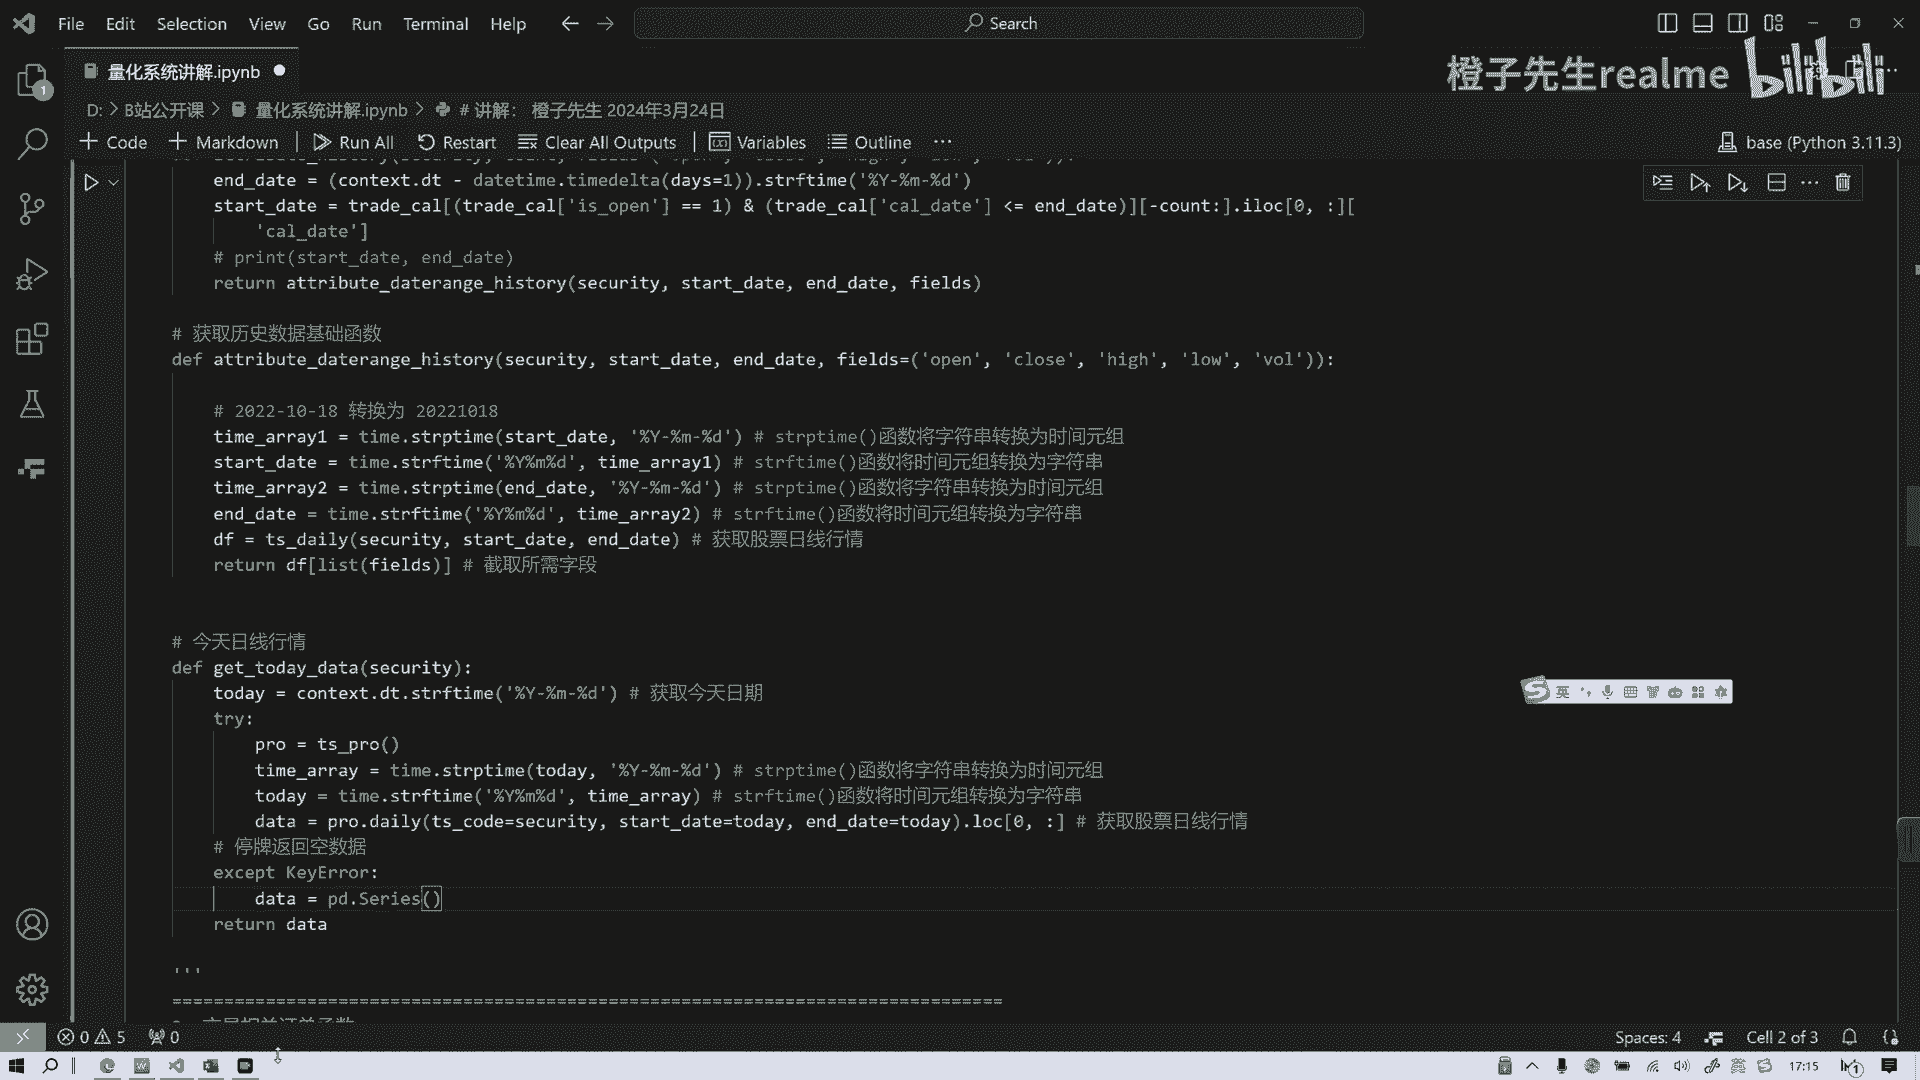 File Edit Selection View Go Run Terminal Help
Search
量化系统讲解.ipynb
橙子先生realme bilibili
D: > B站公开课 > 量化系统讲解.ipynb > # 讲解： 橙子先生 2024年3月24日
+ Code + Markdown Run All Restart Clear All Outputs Variables Outline ...
base (Python 3.11.3)
end_date = (context.dt - datetime.timedelta(days=1)).strftime('%Y-%m-%d')
start_date = trade_cal[(trade_cal['is_open'] == 1) & (trade_cal['cal_date'] <= end_date)][-count:].iloc[0, :][
'cal_date']
# print(start_date, end_date)
return attribute_daterange_history(security, start_date, end_date, fields)
# 获取历史数据基础函数
def attribute_daterange_history(security, start_date, end_date, fields=('open', 'close', 'high', 'low', 'vol')):
# 2022-10-18 转换为 20221018
time_array1 = time.strptime(start_date, '%Y-%m-%d') # strptime()函数将字符串转换为时间元组
start_date = time.strftime('%Y%m%d', time_array1) # strftime()函数将时间元组转换为字符串
time_array2 = time.strptime(end_date, '%Y-%m-%d') # strptime()函数将字符串转换为时间元组
end_date = time.strftime('%Y%m%d', time_array2) # strftime()函数将时间元组转换为字符串
df = ts_daily(security, start_date, end_date) # 获取股票日线行情
return df[list(fields)] # 截取所需字段
# 今天日线行情
def get_today_data(security):
today = context.dt.strftime('%Y-%m-%d') # 获取今天日期
try:
pro = ts_pro()
time_array = time.strptime(today, '%Y-%m-%d') # strptime()函数将字符串转换为时间元组
today = time.strftime('%Y%m%d', time_array) # strftime()函数将时间元组转换为字符串
data = pro.daily(ts_code=security, start_date=today, end_date=today).loc[0, :] # 获取股票日线行情
# 停牌返回空数据
except KeyError:
data = pd.Series()
return data
'''
================================================================================
英
0 5 0
Spaces: 4 Cell 2 of 3
17:15